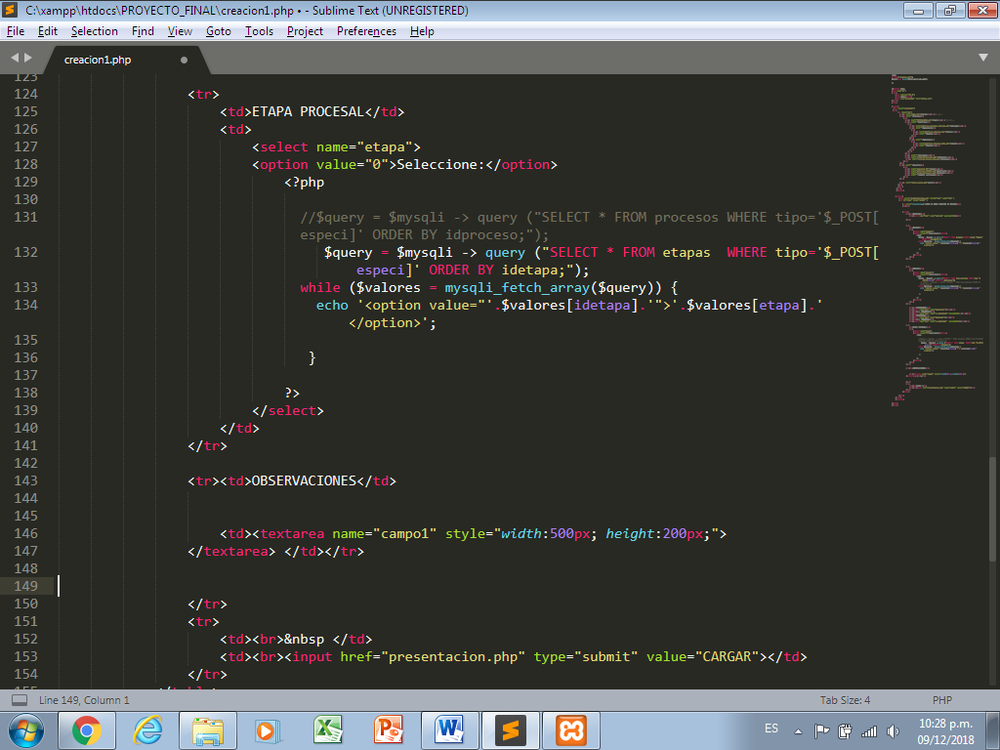 C:\xampp\htdocs\PROYECTO_FINAL\creacion1.php • - Sublime Text (UNREGISTERED)
File Edit Selection Find View Goto Tools Project Preferences Help
creacion1.php
123
124 <tr>
125 <td>ETAPA PROCESAL</td>
126 <td>
127 <select name="etapa">
128 <option value="0">Seleccione:</option>
129 <?php
130
131 //$query = $mysqli -> query ("SELECT * FROM procesos WHERE tipo='$_POST[
especi]' ORDER BY idproceso;");
132 $query = $mysqli -> query ("SELECT * FROM etapas  WHERE tipo='$_POST[
especi]' ORDER BY idetapa;");
133 while ($valores = mysqli_fetch_array($query)) {
134 echo '<option value="'.$valores[idetapa].'">'.$valores[etapa].'
</option>';
135
136 }
137
138 ?>
139 </select>
140 </td>
141 </tr>
142
143 <tr><td>OBSERVACIONES</td>
144
145
146 <td><textarea name="campo1" style="width:500px; height:200px;">
147 </textarea> </td></tr>
148
149
150 </tr>
151 <tr>
152 <td><br>&nbsp </td>
153 <td><br><input href="presentacion.php" type="submit" value="CARGAR"></td>
154 </tr>
Line 149, Column 1 Tab Size: 4 PHP
ES 10:28 p.m.
09/12/2018